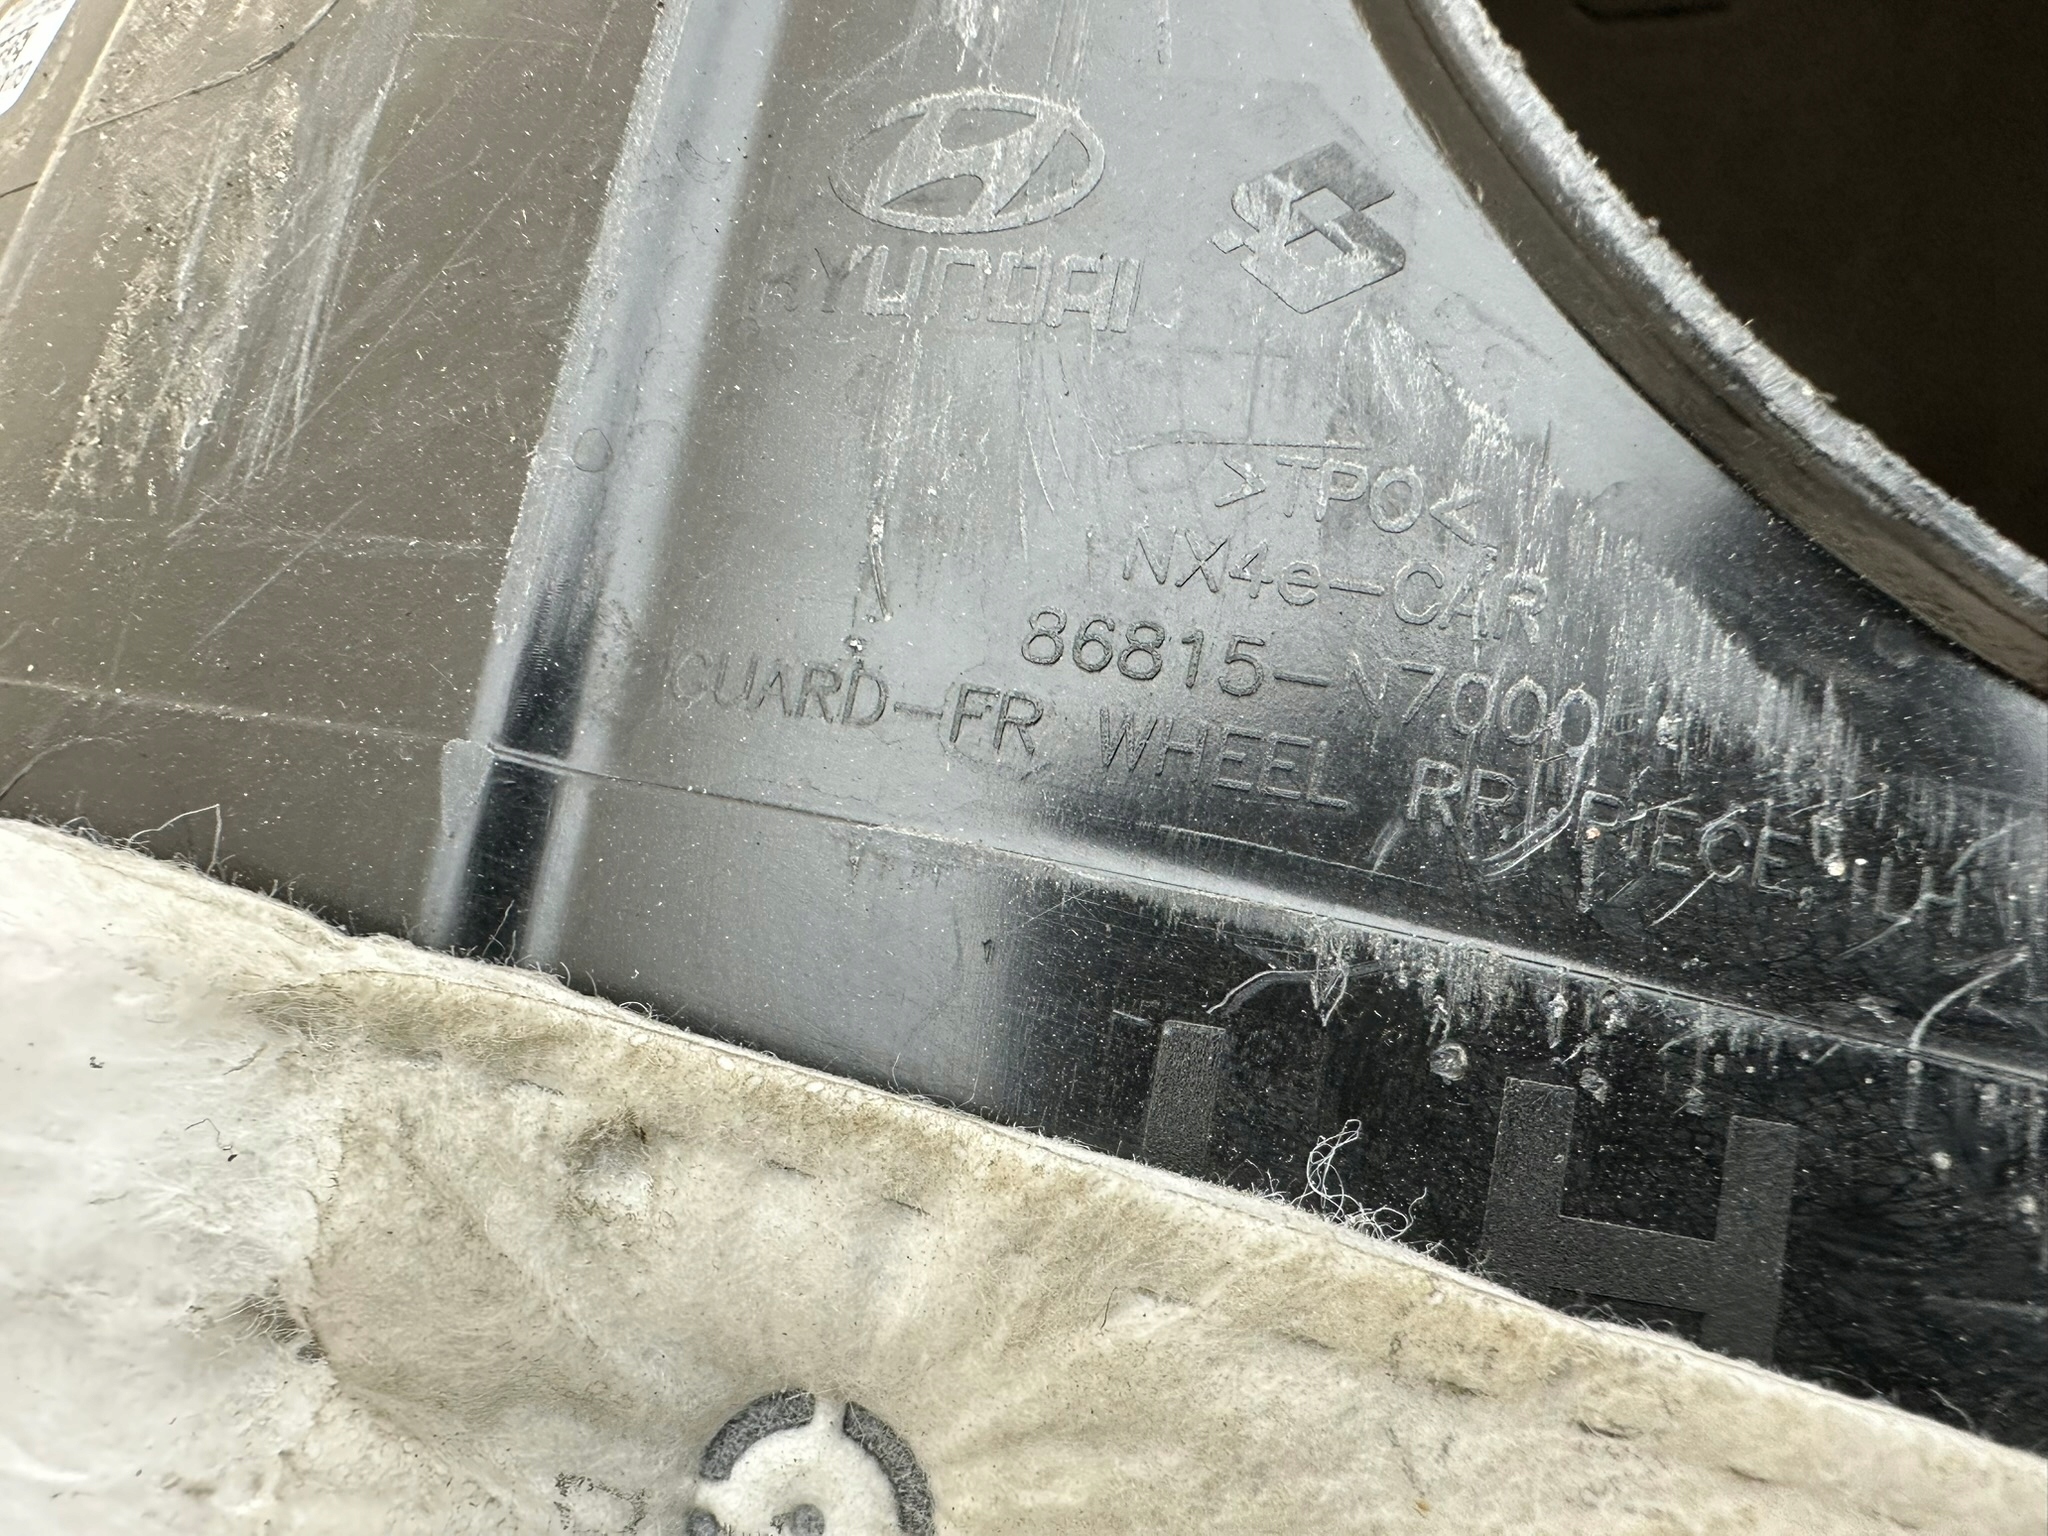 HYUNDAI
>TPO<
NX4e-CAR
86815-N7000
GUARD-FR WHEEL RR PIECE, LH
LH